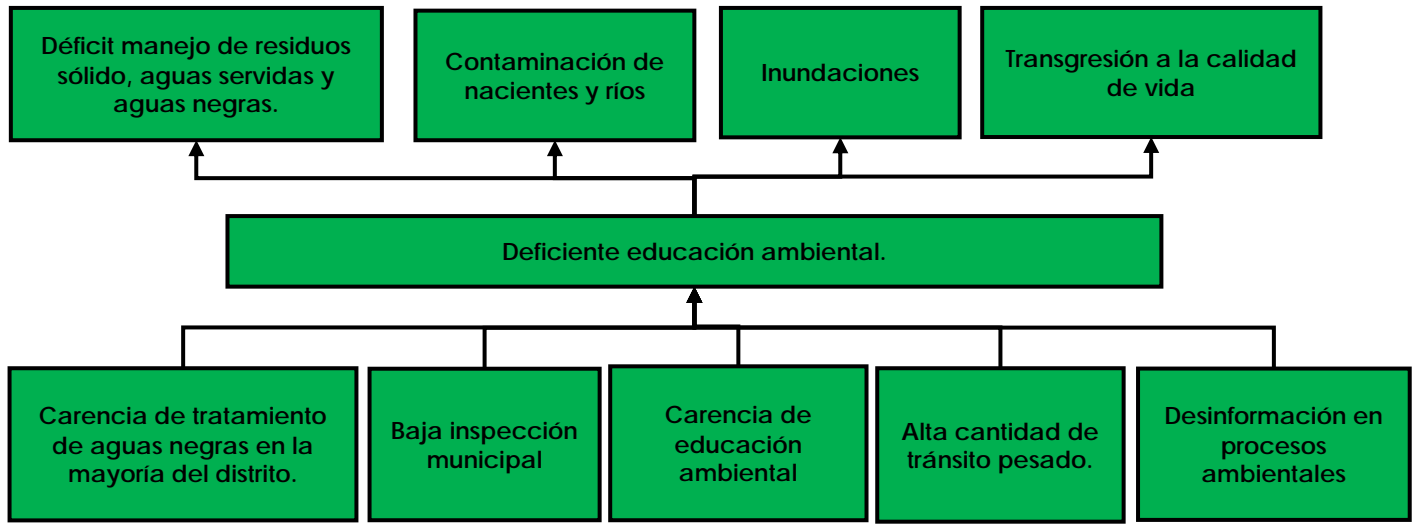 Déficit manejo de residuos
sólido, aguas servidas y
aguas negras.
Contaminación de
nacientes y ríos
Inundaciones
Transgresión a la calidad
de vida
Deficiente educación ambiental.
Carencia de tratamiento
de aguas negras en la
mayoría del distrito.
Baja inspección
municipal
Carencia de
educación
ambiental
Alta cantidad de
tránsito pesado.
Desinformación en
procesos
ambientales